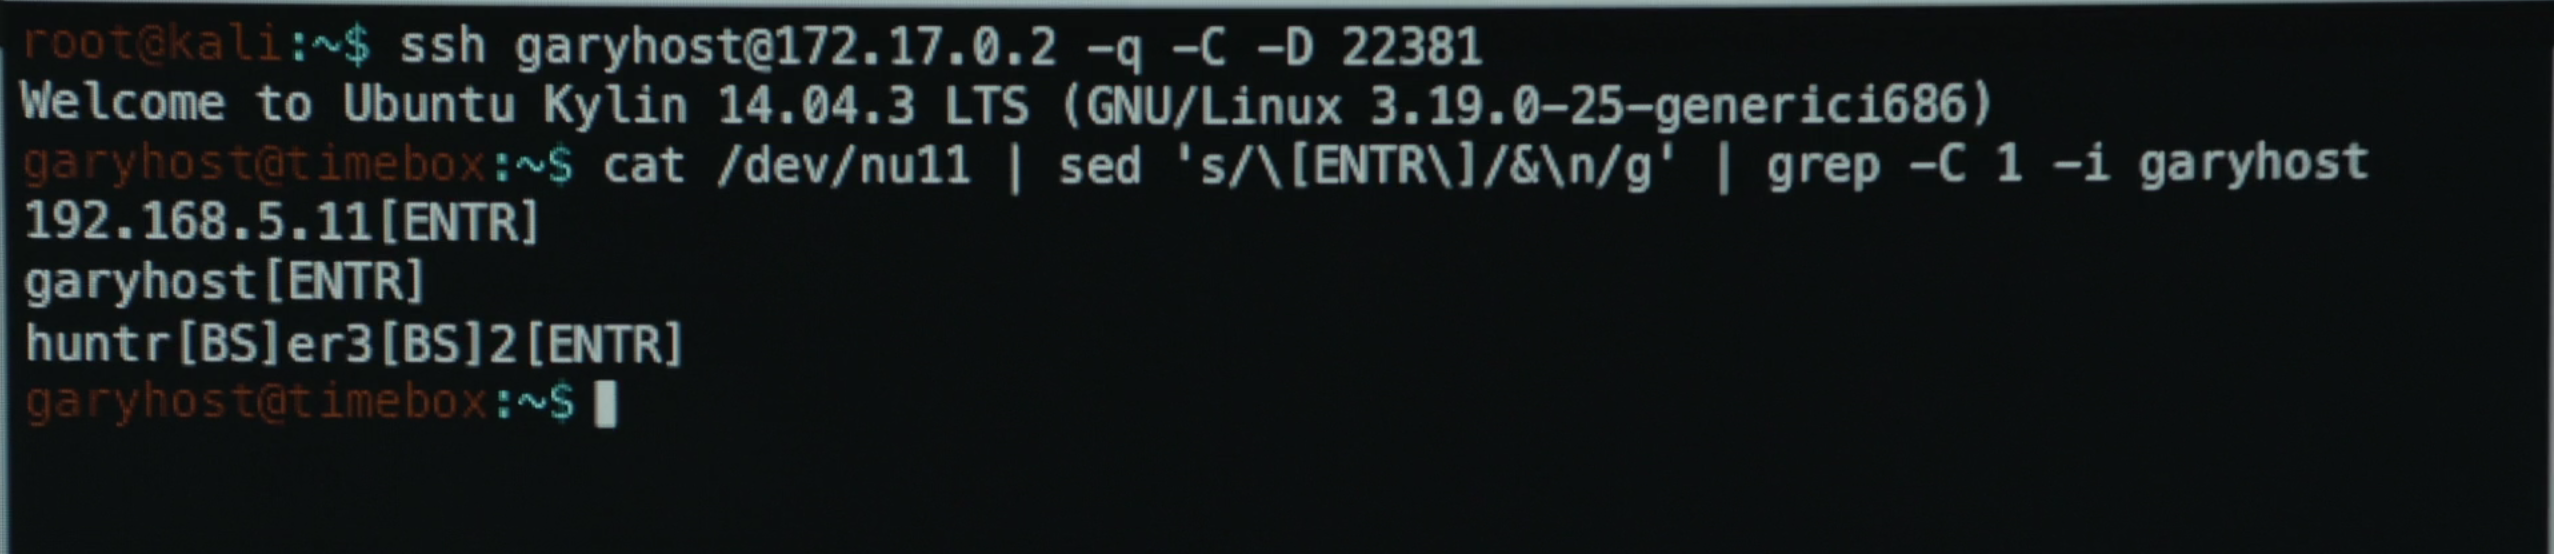 root@kali:~$ ssh garyhost@172.17.0.2 -q -C -D 22381
Welcome to Ubuntu Kylin 14.04.3 LTS (GNU/Linux 3.19.0-25-generici686)
garyhost@timebox:~$ cat /dev/nu11 | sed 's/\[ENTR\]/&\n/g' | grep -C 1 -i garyhost
192.168.5.11[ENTR]
garyhost[ENTR]
huntr[BS]er3[BS]2[ENTR]
garyhost@timebox:~$